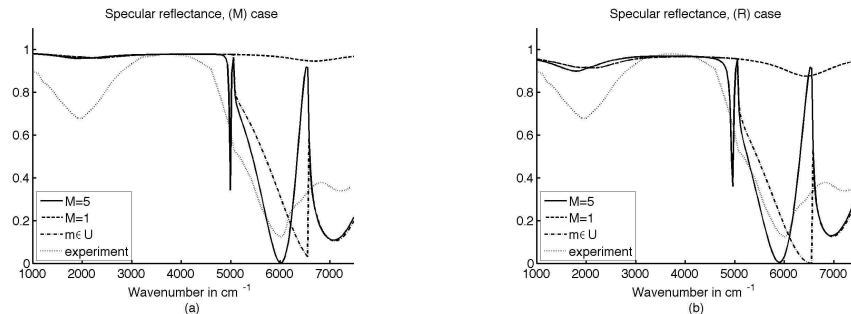 Specular reflectance, (M) case
1
0.8
0.6
0.4
0.2
0
M=5
M=1
m∈ U
experiment
1000 2000 3000 4000 5000 6000 7000
Wavenumber in cm -1
(a)
Specular reflectance, (R) case
1
0.8
0.6
0.4
0.2
0
M=5
M=1
m∈ U
experiment
1000 2000 3000 4000 5000 6000 7000
Wavenumber in cm -1
(b)